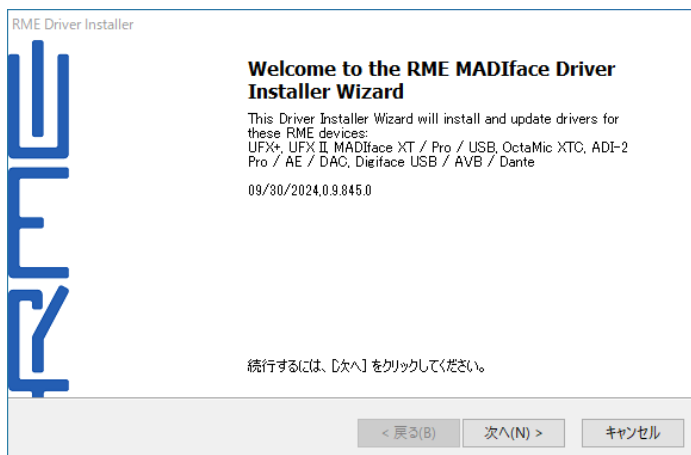 RME Driver Installer
Welcome to the RME MADIface Driver
Installer Wizard
This Driver Installer Wizard will install and update drivers for
these RME devices:
UFX+, UFX II, MADIface XT / Pro / USB, OctaMic XTC, ADI-2
Pro / AE / DAC, Digiface USB / AVB / Dante
09/30/2024,0.9.845.0
続行するには、[次へ] をクリックしてください。
< 戻る(B)
次へ(N) >
キャンセル